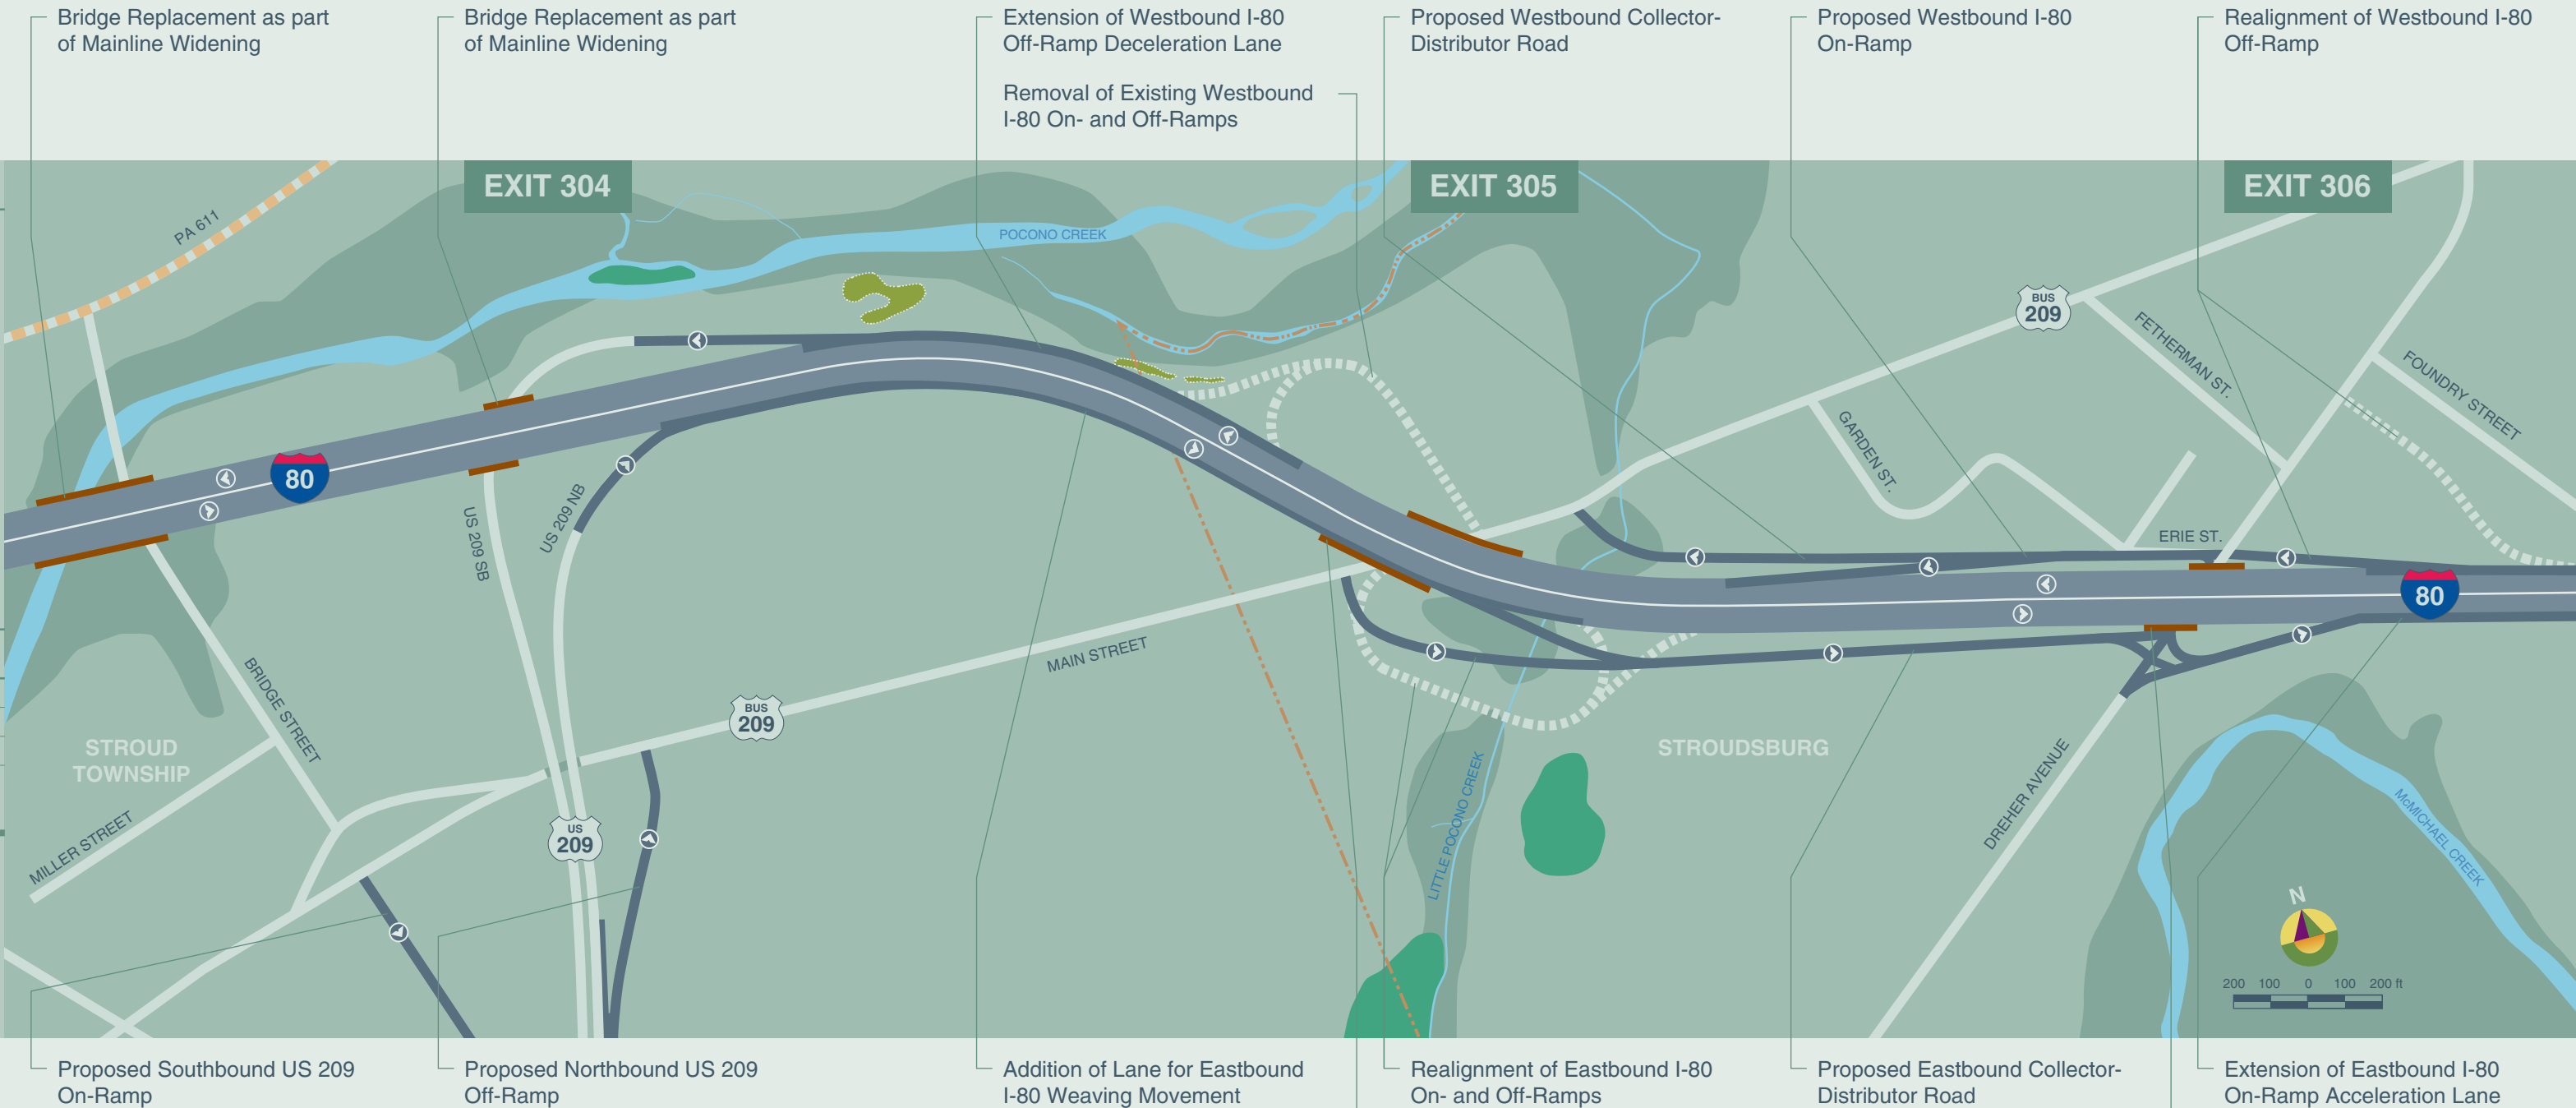 Bridge Replacement as part
of Mainline Widening
Bridge Replacement as part
of Mainline Widening
Extension of Westbound I-80
Off-Ramp Deceleration Lane
Removal of Existing Westbound
I-80 On- and Off-Ramps
Proposed Westbound Collector-
Distributor Road
Proposed Westbound I-80
On-Ramp
Realignment of Westbound I-80
Off-Ramp
EXIT 304
EXIT 305
EXIT 306
PA 611
POCONO CREEK
BUS
209
FETHERMAN ST.
FOUNDRY STREET
GARDEN ST.
80
US 209 SB
US 209 NB
ERIE ST.
80
MAIN STREET
BRIDGE STREET
BUS
209
STROUD
TOWNSHIP
STROUDSBURG
MILLER STREET
US
209
LITTLE POCONO CREEK
DREHER AVENUE
McMICHAEL CREEK
N
200 100 0 100 200 ft
Proposed Southbound US 209
On-Ramp
Proposed Northbound US 209
Off-Ramp
Addition of Lane for Eastbound
I-80 Weaving Movement
Realignment of Eastbound I-80
On- and Off-Ramps
Proposed Eastbound Collector-
Distributor Road
Extension of Eastbound I-80
On-Ramp Acceleration Lane